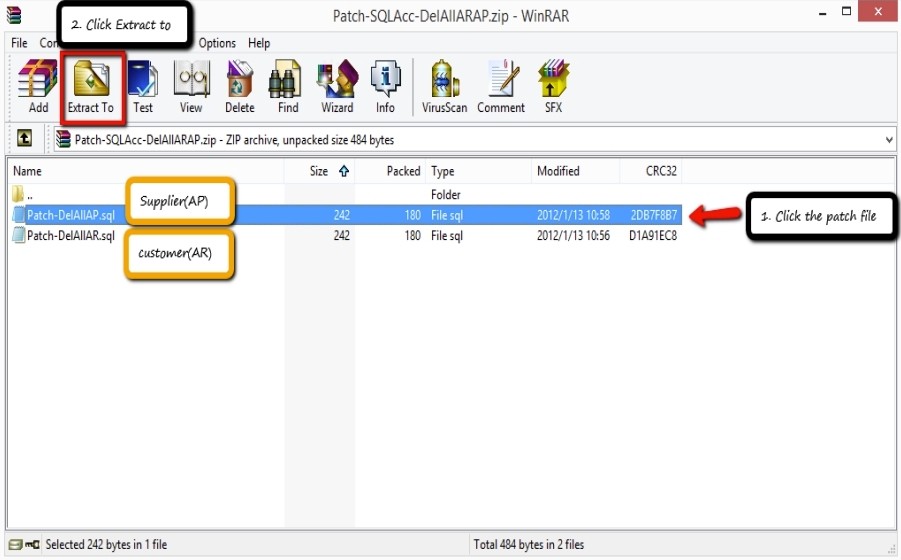 Patch-SQLAcc-DelAllARAP.zip - WinRAR
2. Click Extract to
File Con Options Help
Add Extract To Test View Delete Find Wizard Info VirusScan Comment SFX
Patch-SQLAcc-DelAllARAP.zip - ZIP archive, unpacked size 484 bytes
Name Size Packed Type Modified CRC32
.. Folder
Supplier(AP)
Patch-DelAllAP.sql 242 180 File sql 2012/1/13 10:58 2DB7F8B7
1. Click the patch file
Patch-DelAllAR.sql 242 180 File sql 2012/1/13 10:56 D1A91EC8
customer(AR)
Selected 242 bytes in 1 file Total 484 bytes in 2 files